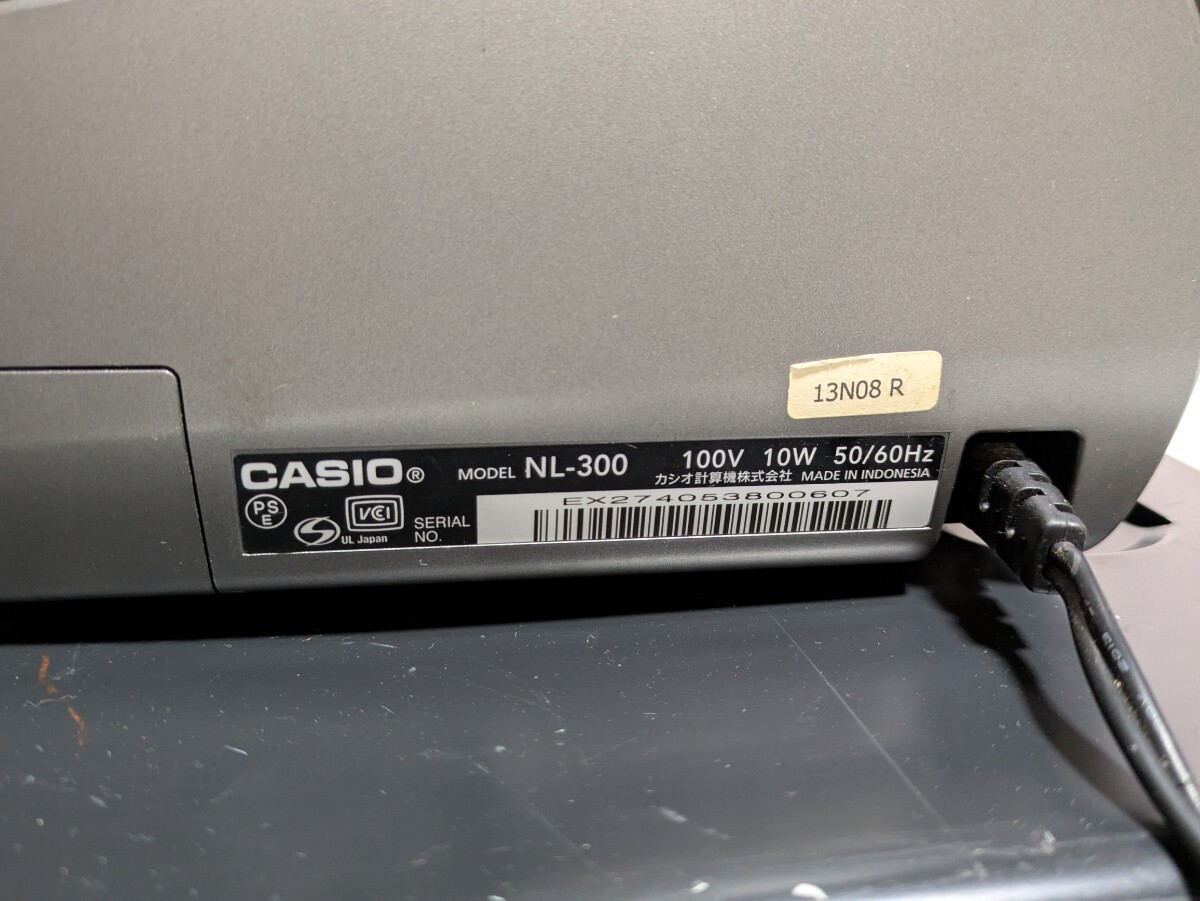 13N08 R
CASIO® MODEL NL-300 100V 10W 50/60Hz
カシオ計算機株式会社 MADE IN INDONESIA
PS
E
VCI
UL Japan
SERIAL
NO.
EX274053800607